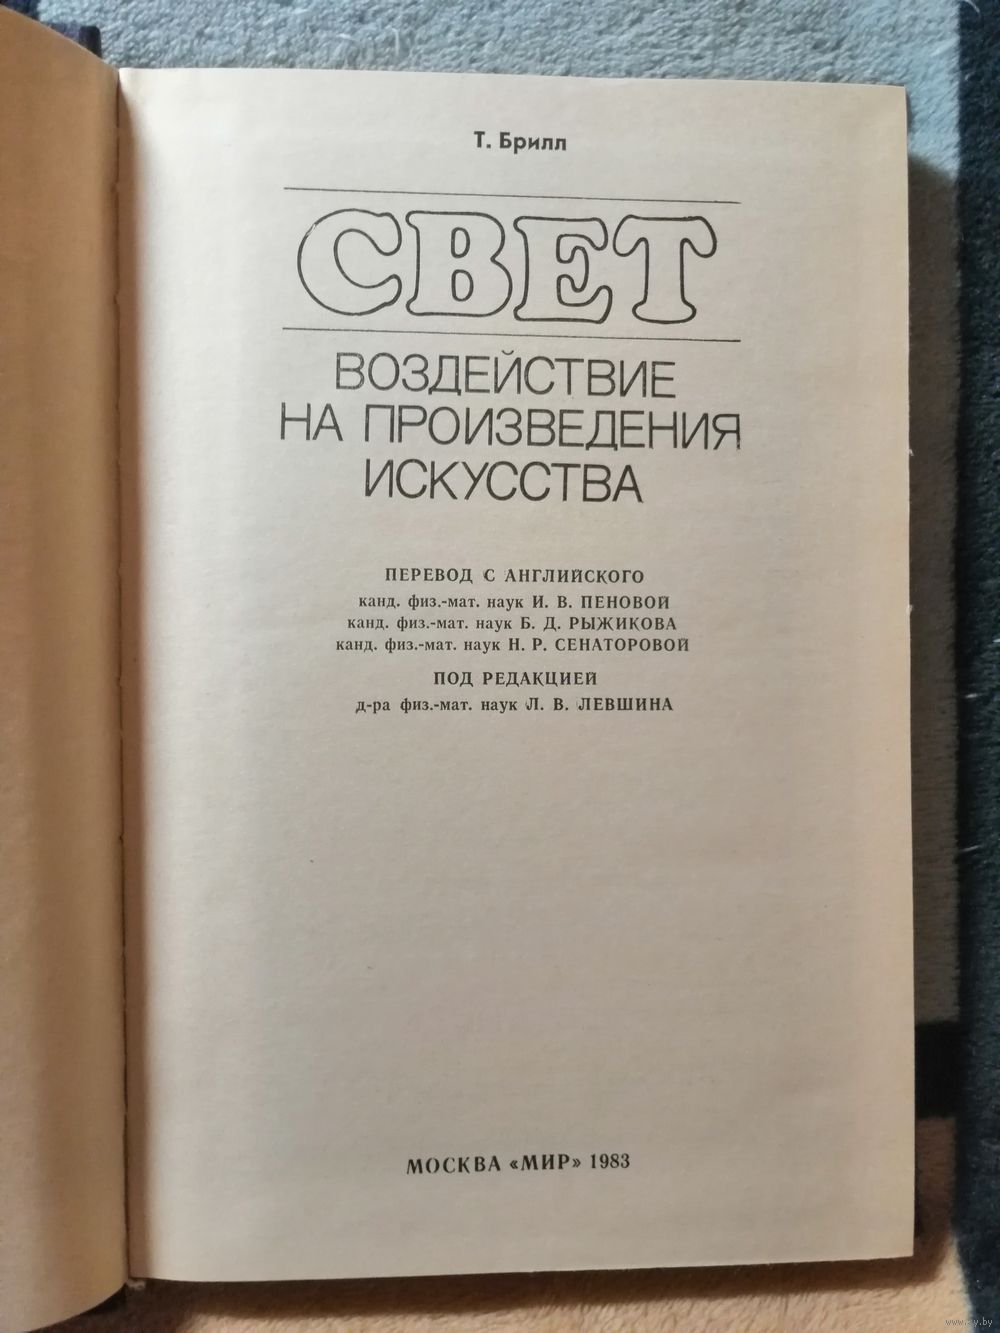 Т. Брилл
СВЕТ
ВОЗДЕЙСТВИЕ
НА ПРОИЗВЕДЕНИЯ
ИСКУССТВА
ПЕРЕВОД С АНГЛИЙСКОГО
канд. физ.-мат. наук И. В. ПЕНОВОЙ
канд. физ.-мат. наук Б. Д. РЫЖИКОВА
канд. физ.-мат. наук Н. Р. СЕНАТОРОВОЙ
ПОД РЕДАКЦИЕЙ
д-ра физ.-мат. наук Л. В. ЛЕВШИНА
МОСКВА «МИР» 1983